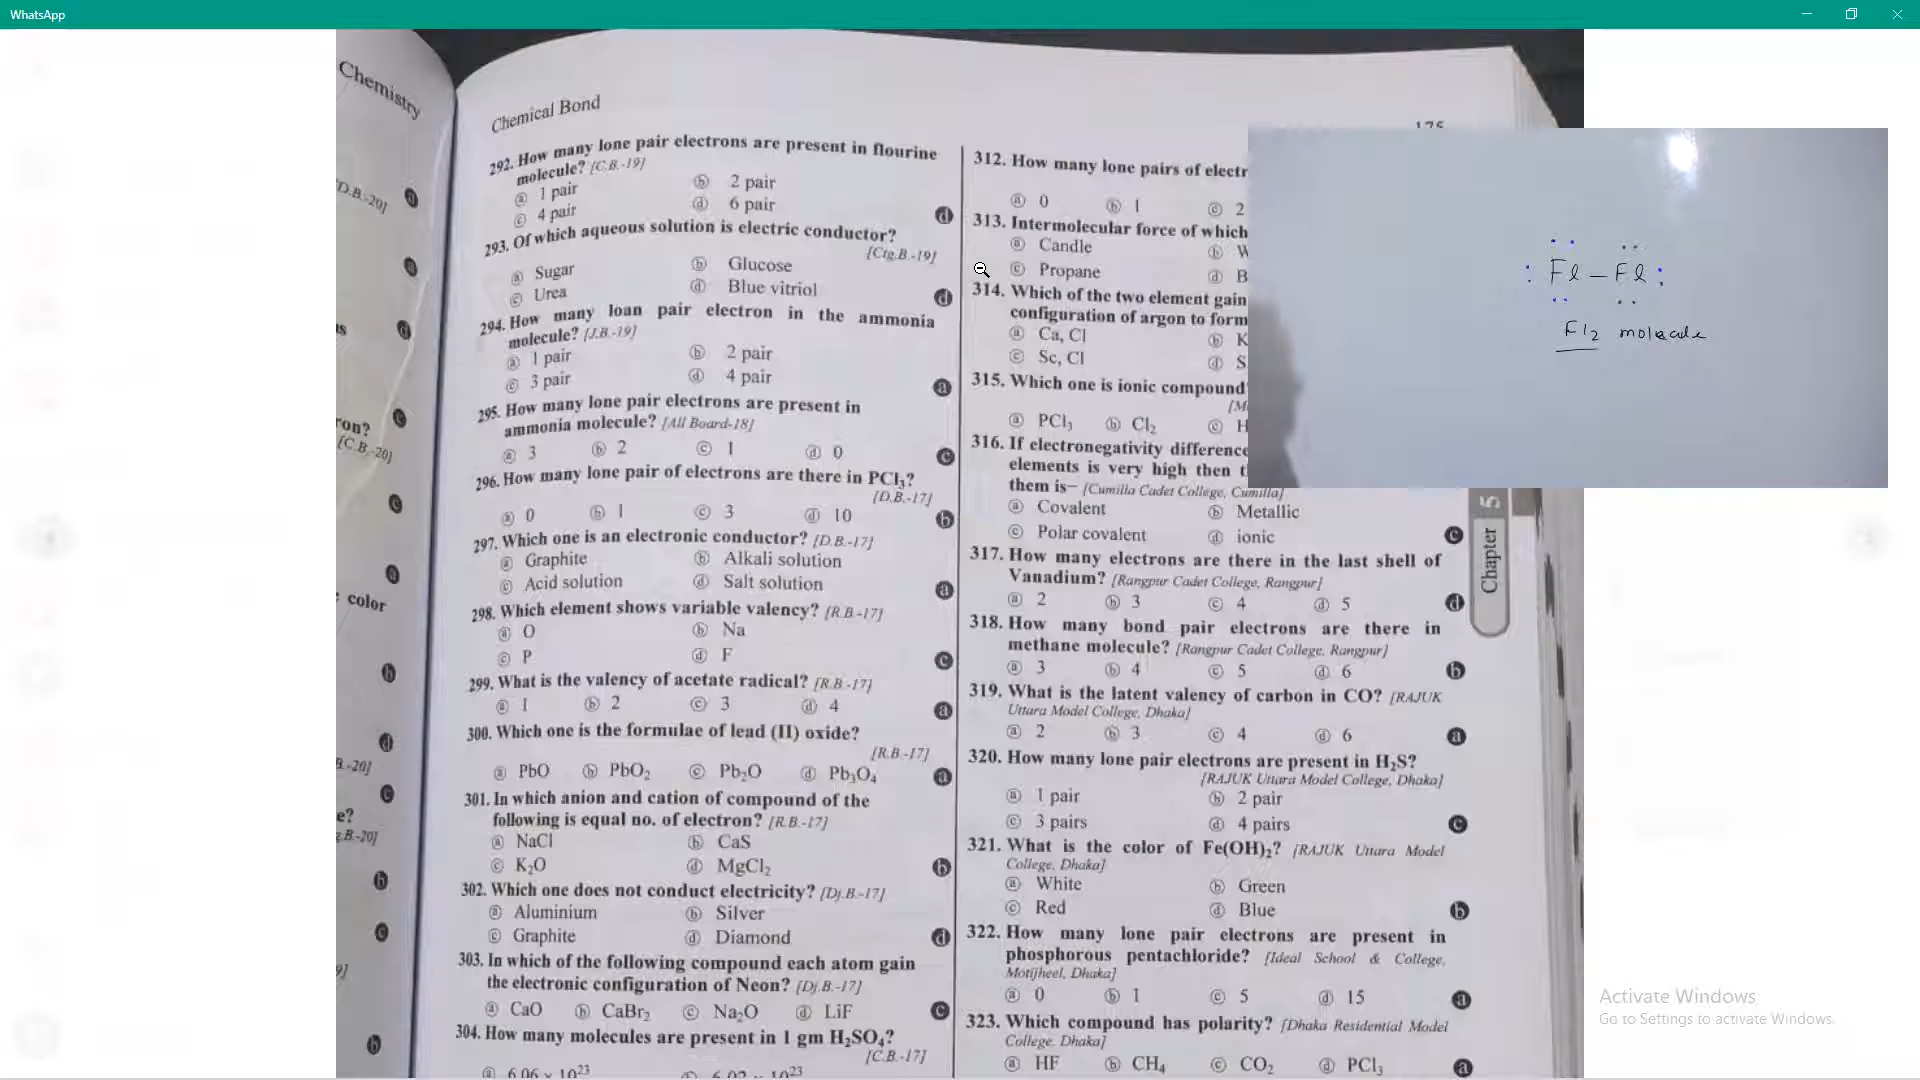 WhatsApp
Chemistry
D.B.-20]
ⓐ
ⓐ
ⓓ
ⓒ
ron?
[C.B.-20]
ⓒ
ⓐ
color
ⓑ
ⓓ
B.-20]
ⓒ
e?
g.B.-20]
ⓑ
ⓒ
9]
ⓑ
Chemical Bond
292. How many lone pair electrons are present in flourine
molecule? [C.B.-19]
ⓐ 1 pair ⓑ 2 pair
ⓒ 4 pair ⓓ 6 pair ⓓ
293. Of which aqueous solution is electric conductor?
[Ctg.B.-19]
ⓐ Sugar ⓑ Glucose
ⓒ Urea ⓓ Blue vitriol ⓓ
294. How many loan pair electron in the ammonia
molecule? [J.B.-19]
ⓐ 1 pair ⓑ 2 pair
ⓒ 3 pair ⓓ 4 pair ⓐ
295. How many lone pair electrons are present in
ammonia molecule? [All Board-18]
ⓐ 3 ⓑ 2 ⓒ 1 ⓓ 0 ⓒ
296. How many lone pair of electrons are there in PCl₃?
[D.B.-17]
ⓐ 0 ⓑ 1 ⓒ 3 ⓓ 10 ⓑ
297. Which one is an electronic conductor? [D.B.-17]
ⓐ Graphite ⓑ Alkali solution
ⓒ Acid solution ⓓ Salt solution ⓐ
298. Which element shows variable valency? [R.B.-17]
ⓐ O ⓑ Na
ⓒ P ⓓ F ⓒ
299. What is the valency of acetate radical? [R.B.-17]
ⓐ 1 ⓑ 2 ⓒ 3 ⓓ 4 ⓐ
300. Which one is the formulae of lead (II) oxide?
[R.B.-17]
ⓐ PbO ⓑ PbO₂ ⓒ Pb₂O ⓓ Pb₃O₄ ⓐ
301. In which anion and cation of compound of the
following is equal no. of electron? [R.B.-17]
ⓐ NaCl ⓑ CaS
ⓒ K₂O ⓓ MgCl₂ ⓑ
302. Which one does not conduct electricity? [Dj.B.-17]
ⓐ Aluminium ⓑ Silver
ⓒ Graphite ⓓ Diamond ⓓ
303. In which of the following compound each atom gain
the electronic configuration of Neon? [Dj.B.-17]
ⓐ CaO ⓑ CaBr₂ ⓒ Na₂O ⓓ LiF ⓒ
304. How many molecules are present in 1 gm H₂SO₄?
[C.B.-17]
175
312. How many lone pairs of electr
ⓐ 0 ⓑ 1 ⓒ 2
313. Intermolecular force of which
ⓐ Candle ⓑ W
ⓒ Propane ⓓ B
314. Which of the two element gain
configuration of argon to form
ⓐ Ca, Cl ⓑ K
ⓒ Sc, Cl ⓓ S
315. Which one is ionic compound
ⓐ PCl₃ ⓑ Cl₂ ⓒ H
316. If electronegativity difference
elements is very high then t
them is– [Cumilla Cadet College, Cumilla]
ⓐ Covalent ⓑ Metallic
ⓒ Polar covalent ⓓ ionic ⓒ
317. How many electrons are there in the last shell of
Vanadium? [Rangpur Cadet College, Rangpur]
ⓐ 2 ⓑ 3 ⓒ 4 ⓓ 5 ⓓ
318. How many bond pair electrons are there in
methane molecule? [Rangpur Cadet College, Rangpur]
ⓐ 3 ⓑ 4 ⓒ 5 ⓓ 6 ⓑ
319. What is the latent valency of carbon in CO? [RAJUK
Uttara Model College, Dhaka]
ⓐ 2 ⓑ 3 ⓒ 4 ⓓ 6 ⓐ
320. How many lone pair electrons are present in H₂S?
[RAJUK Uttara Model College, Dhaka]
ⓐ 1 pair ⓑ 2 pair
ⓒ 3 pairs ⓓ 4 pairs ⓒ
321. What is the color of Fe(OH)₂? [RAJUK Uttara Model
College, Dhaka]
ⓐ White ⓑ Green
ⓒ Red ⓓ Blue ⓑ
322. How many lone pair electrons are present in
phosphorous pentachloride? [Ideal School & College,
Motijheel, Dhaka]
ⓐ 0 ⓑ 1 ⓒ 5 ⓓ 15 ⓐ
323. Which compound has polarity? [Dhaka Residential Model
College, Dhaka]
ⓐ HF ⓑ CH₄ ⓒ CO₂ ⓓ PCl₃ ⓐ
Chapter 5
Fl – Fl
Fl₂ molecule
Activate Windows
Go to Settings to activate Windows.